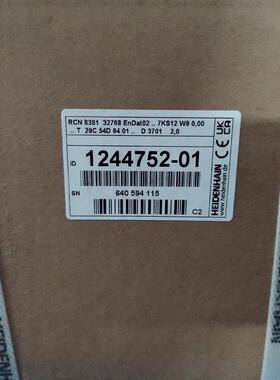 RCN 8381 32768 EnDat02 .. 7KS12 W9 0,00
.. T 29C 54D 64 01 .. D 3701 2,0
ID 1244752-01
SN 640 594 115
C2
HEIDENHAIN
www.heidenhain.de
CE UK CA
HEIDENHAIN